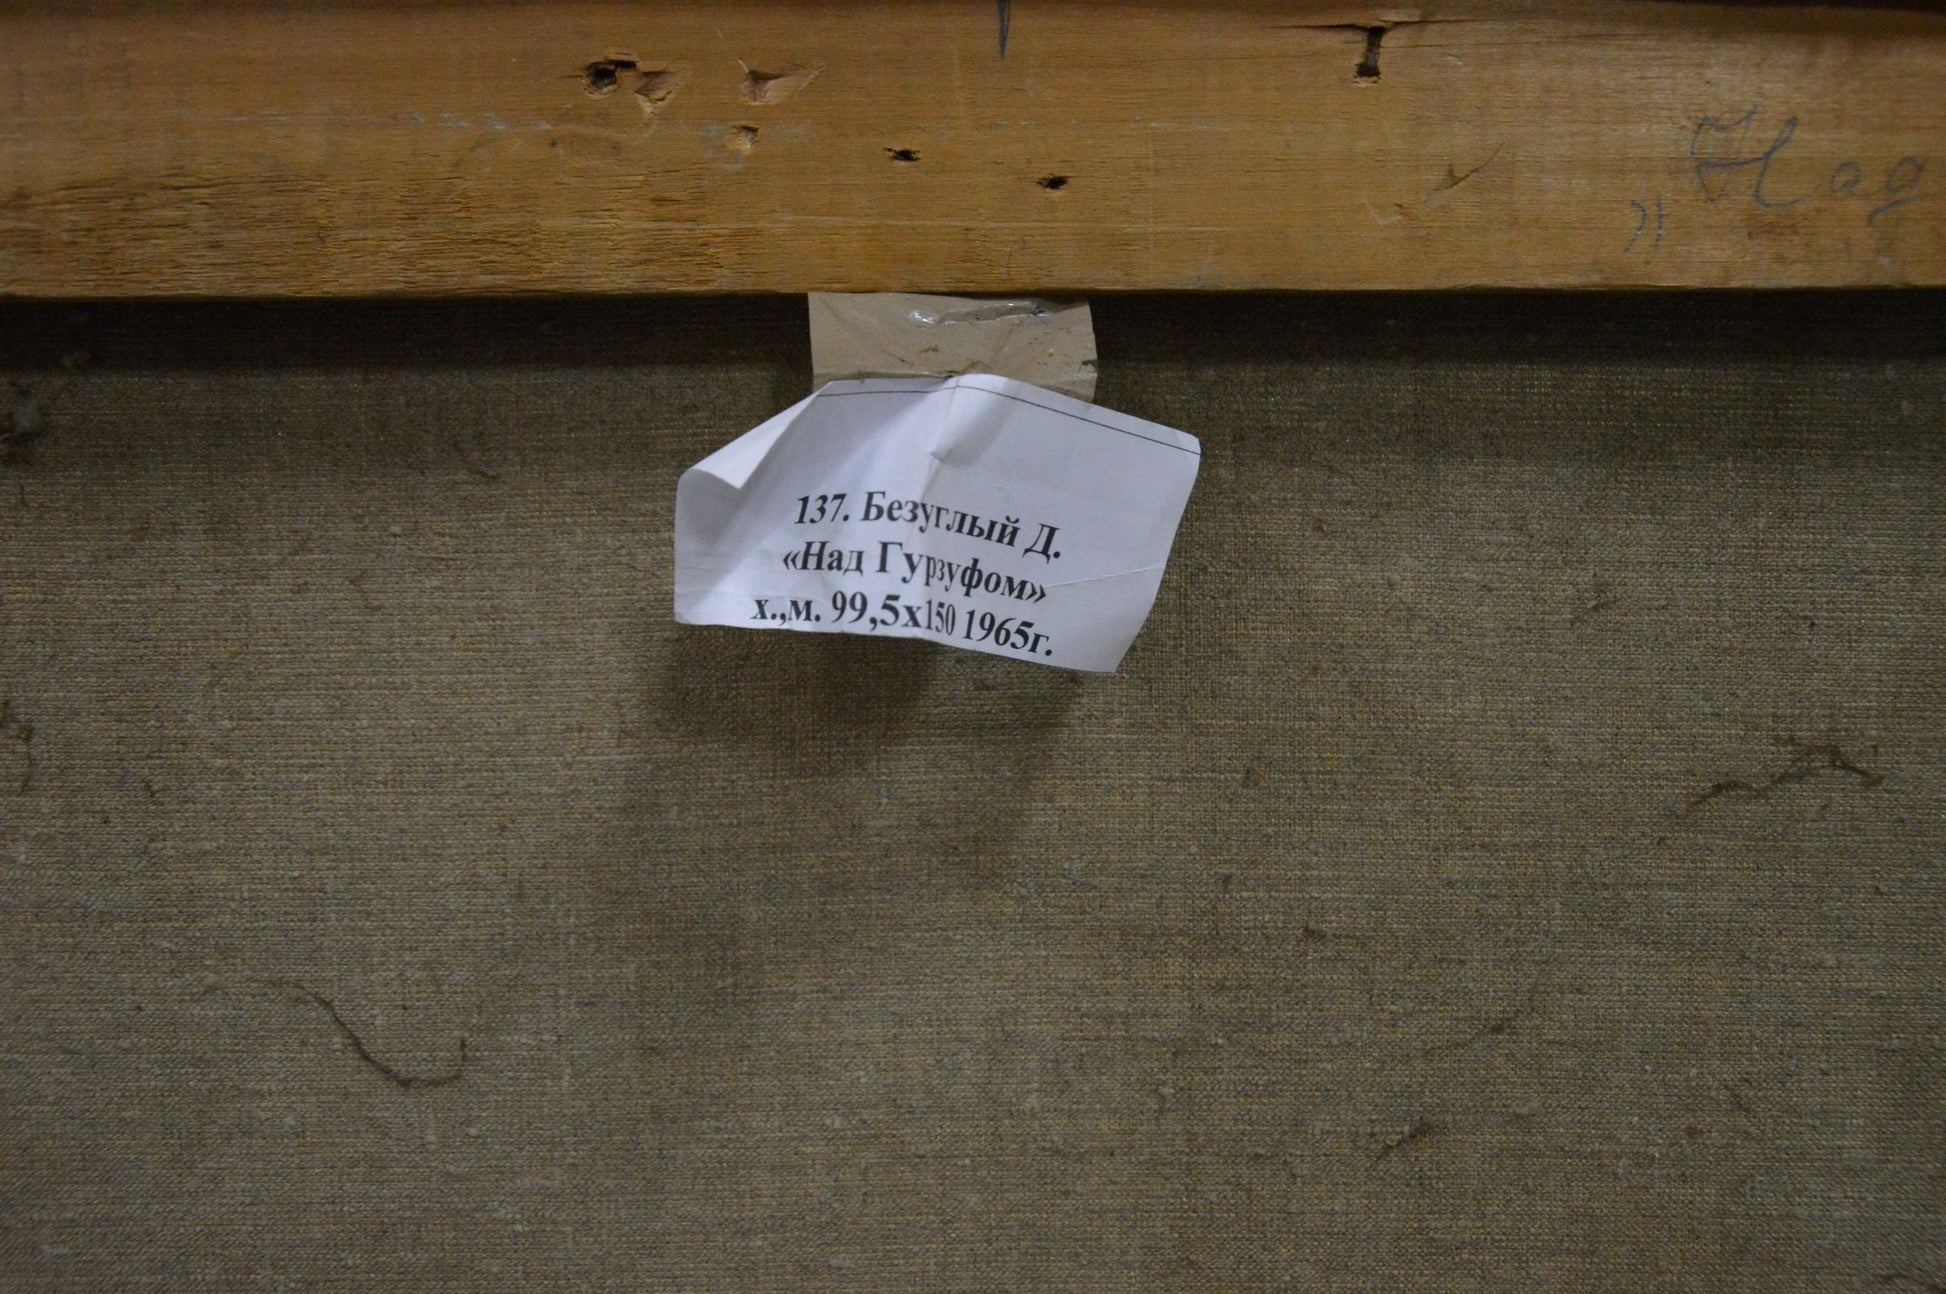 „Над
137. Безуглый Д.
«Над Гурзуфом»
х.,м. 99,5х150 1965г.